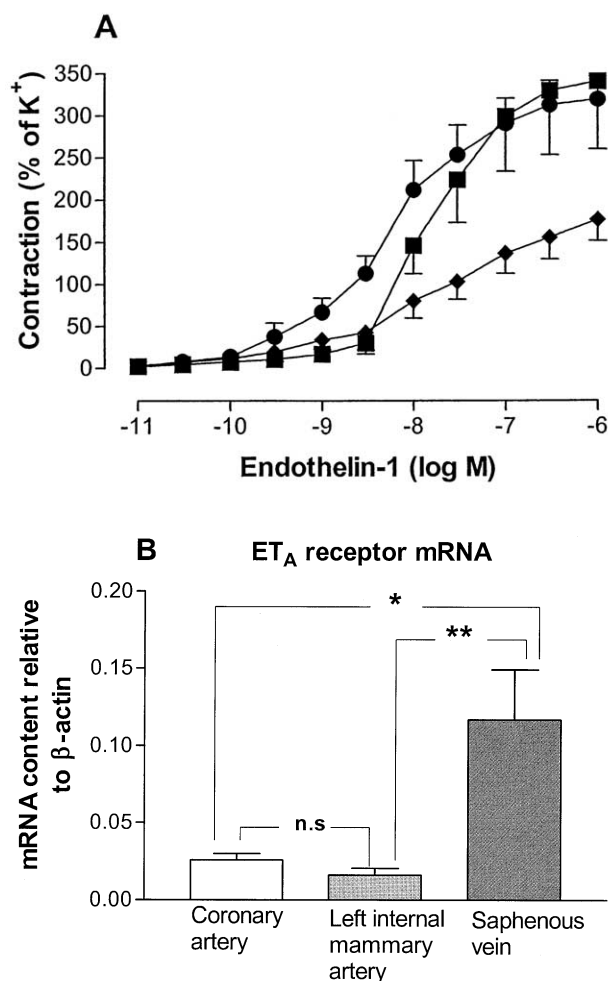 A
350
300
250
200
150
100
50
0
Contraction (% of K⁺)
-11 -10 -9 -8 -7 -6
Endothelin-1 (log M)
B ET_A receptor mRNA
0.20
0.15
0.10
0.05
0.00
mRNA content relative
to β-actin
*
**
n.s
Coronary
artery
Left internal
mammary
artery
Saphenous
vein